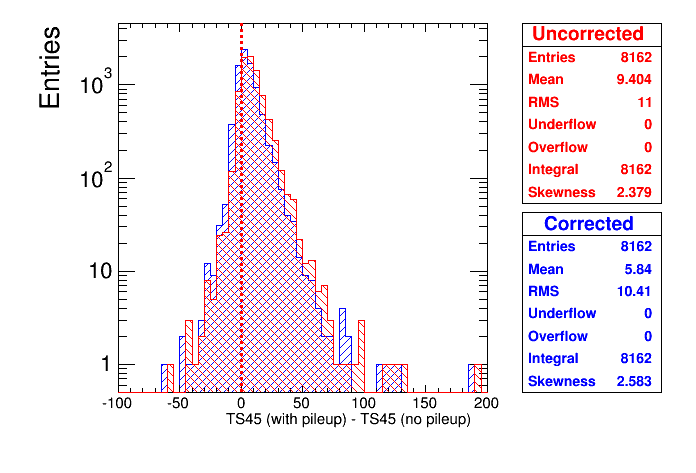 Entries
10³
10²
10
1
-100 -50 0 50 100 150 200
TS45 (with pileup) - TS45 (no pileup)
Uncorrected
Entries 8162
Mean 9.404
RMS 11
Underflow 0
Overflow 0
Integral 8162
Skewness 2.379
Corrected
Entries 8162
Mean 5.84
RMS 10.41
Underflow 0
Overflow 0
Integral 8162
Skewness 2.583